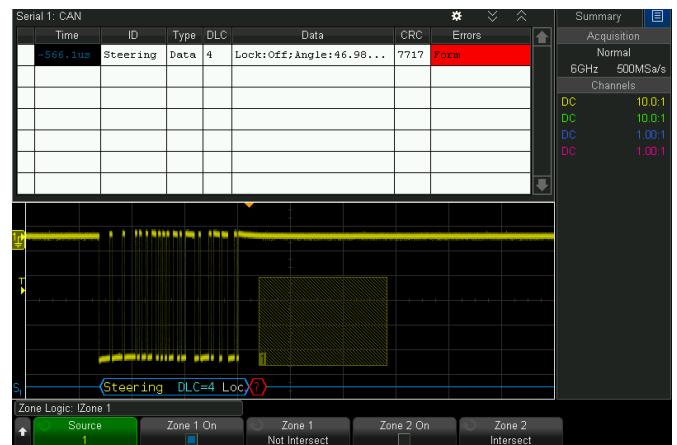 Serial 1: CAN
Summary
Time ID Type DLC Data CRC Errors
-566.1us Steering Data 4 Lock:Off;Angle:46.98... 7717 Form
Acquisition
Normal
6GHz 500MSa/s
Channels
DC 10.0:1
DC 10.0:1
DC 1.00:1
DC 1.00:1
T
1
S1 Steering DLC=4 Loc ?
Zone Logic: !Zone 1
Source Zone 1 On Zone 1 Zone 2 On Zone 2
1 Not Intersect Intersect